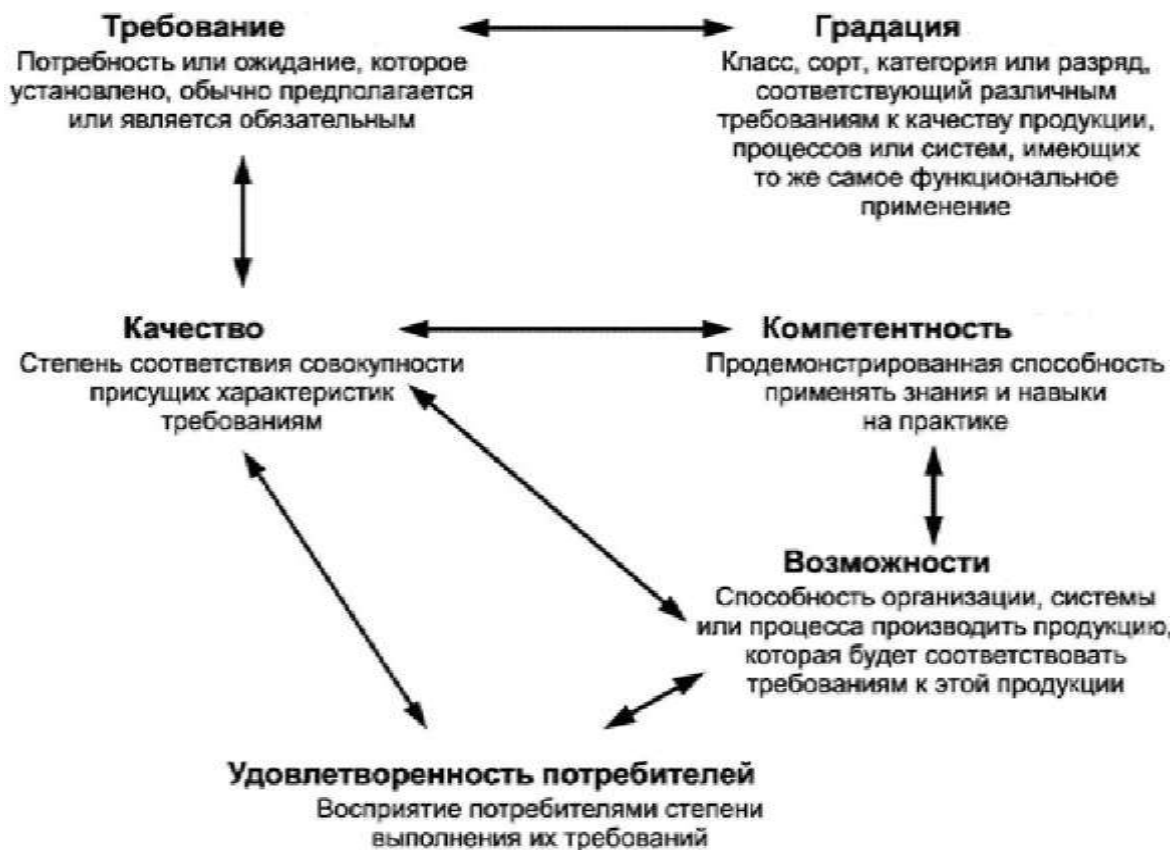 Требование
Потребность или ожидание, которое
установлено, обычно предполагается
или является обязательным
Градация
Класс, сорт, категория или разряд,
соответствующий различным
требованиям к качеству продукции,
процессов или систем, имеющих
то же самое функциональное
применение
Качество
Степень соответствия совокупности
присущих характеристик
требованиям
Компетентность
Продемонстрированная способность
применять знания и навыки
на практике
Возможности
Способность организации, системы
или процесса производить продукцию,
которая будет соответствовать
требованиям к этой продукции
Удовлетворенность потребителей
Восприятие потребителями степени
выполнения их требований